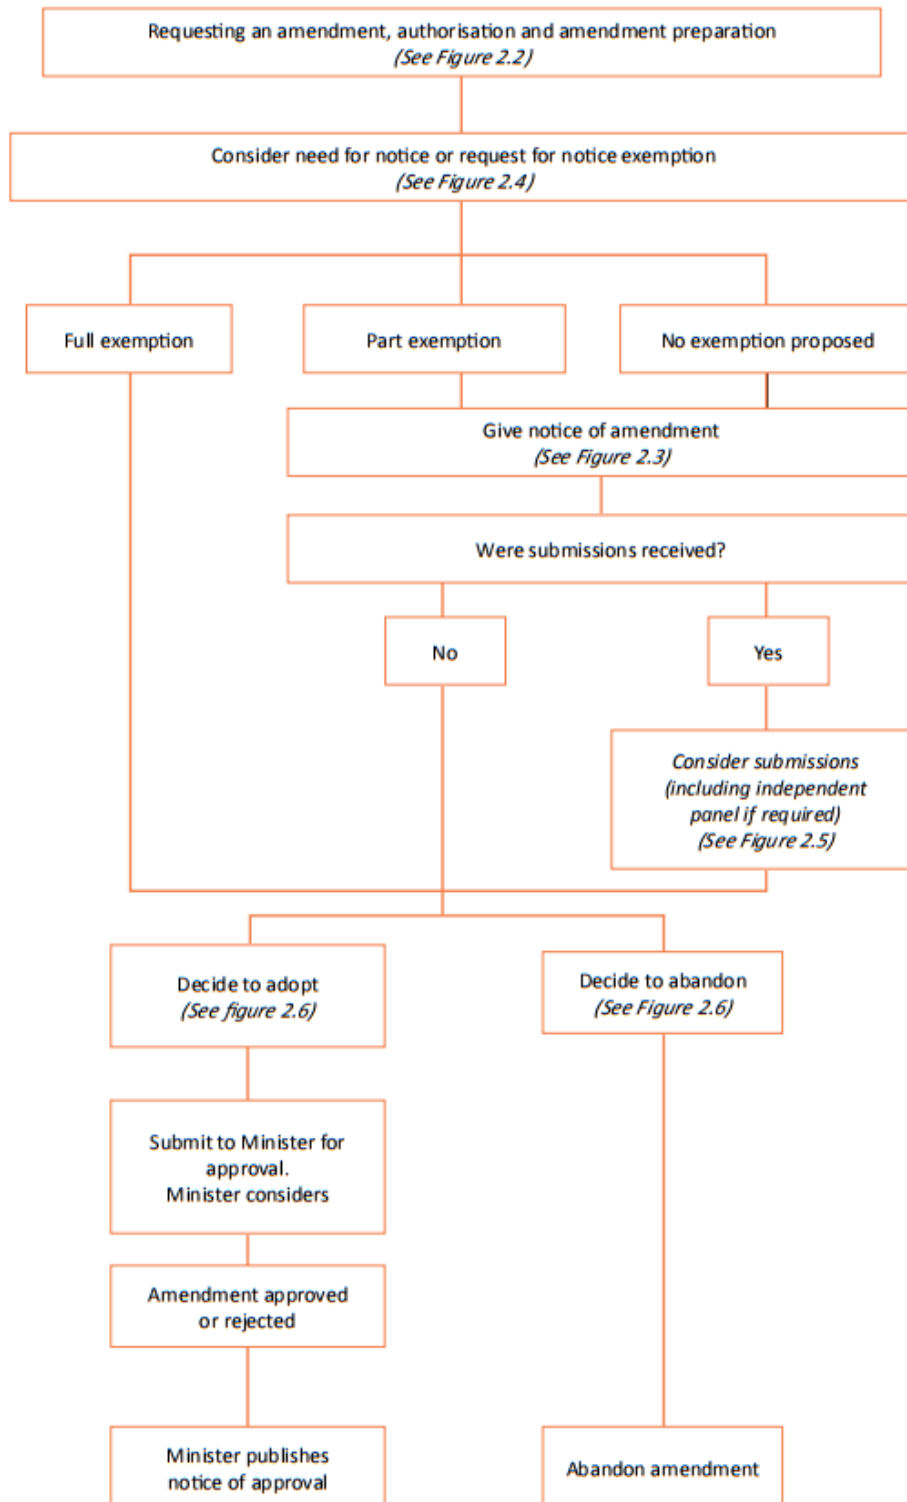 Requesting an amendment, authorisation and amendment preparation
(See Figure 2.2)
Consider need for notice or request for notice exemption
(See Figure 2.4)
Full exemption
Part exemption
No exemption proposed
Give notice of amendment
(See Figure 2.3)
Were submissions received?
No
Yes
Consider submissions
(including independent
panel if required)
(See Figure 2.5)
Decide to adopt
(See figure 2.6)
Decide to abandon
(See Figure 2.6)
Submit to Minister for
approval.
Minister considers
Amendment approved
or rejected
Minister publishes
notice of approval
Abandon amendment